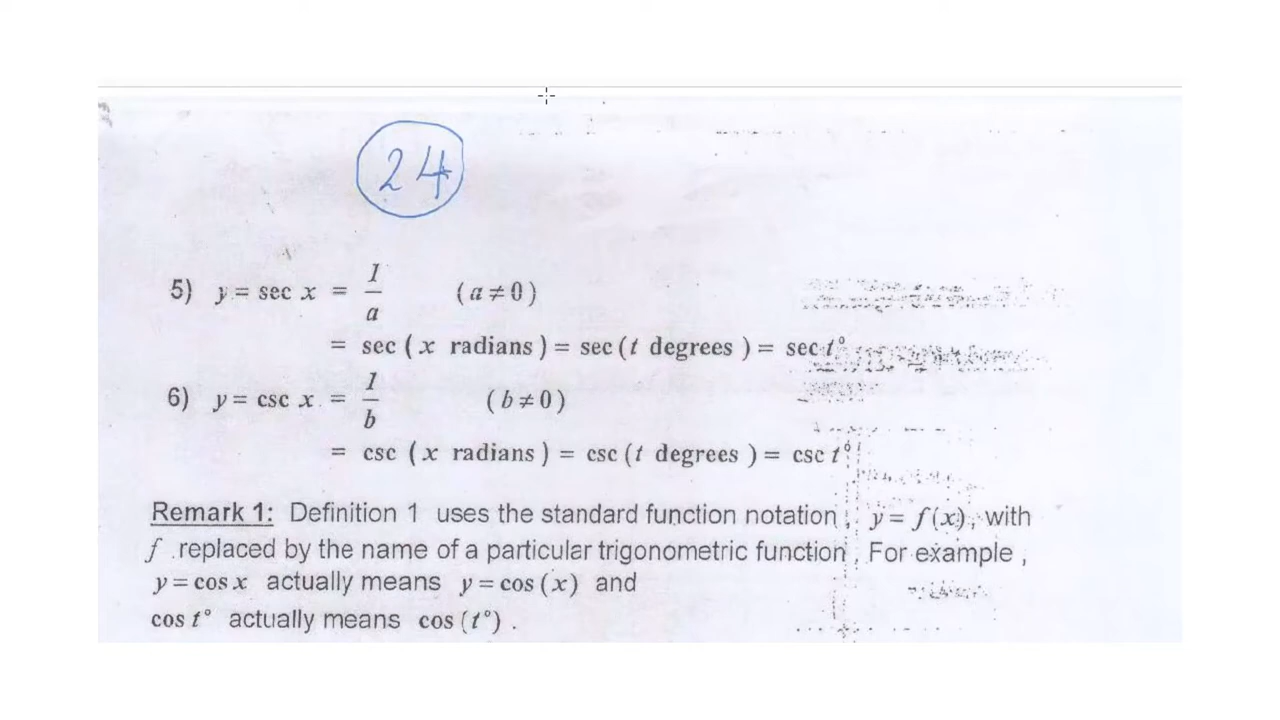 24
5) y = sec x = 1/a (a ≠ 0)
= sec ( x radians ) = sec ( t degrees ) = sec t°
6) y = csc x = 1/b (b ≠ 0)
= csc ( x radians ) = csc ( t degrees ) = csc t°
Remark 1: Definition 1 uses the standard function notation , y = f(x) , with
f replaced by the name of a particular trigonometric function . For example ,
y = cos x actually means y = cos (x) and
cos t° actually means cos (t°) .